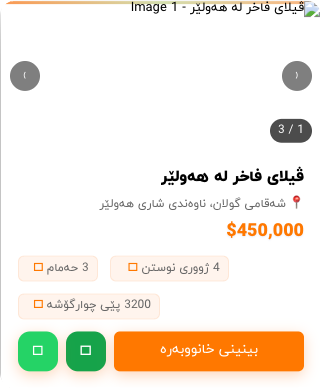 ڤیلای فاخر لە هەولێر - Image 1
3 / 1
ڤیلای فاخر لە هەولێر
📍 شەقامی گولان، ناوەندی شاری هەولێر
$450,000
4 ژووری نوستن
3 حەمام
3200 پێی چوارگۆشە
بینینی خانووبەرە